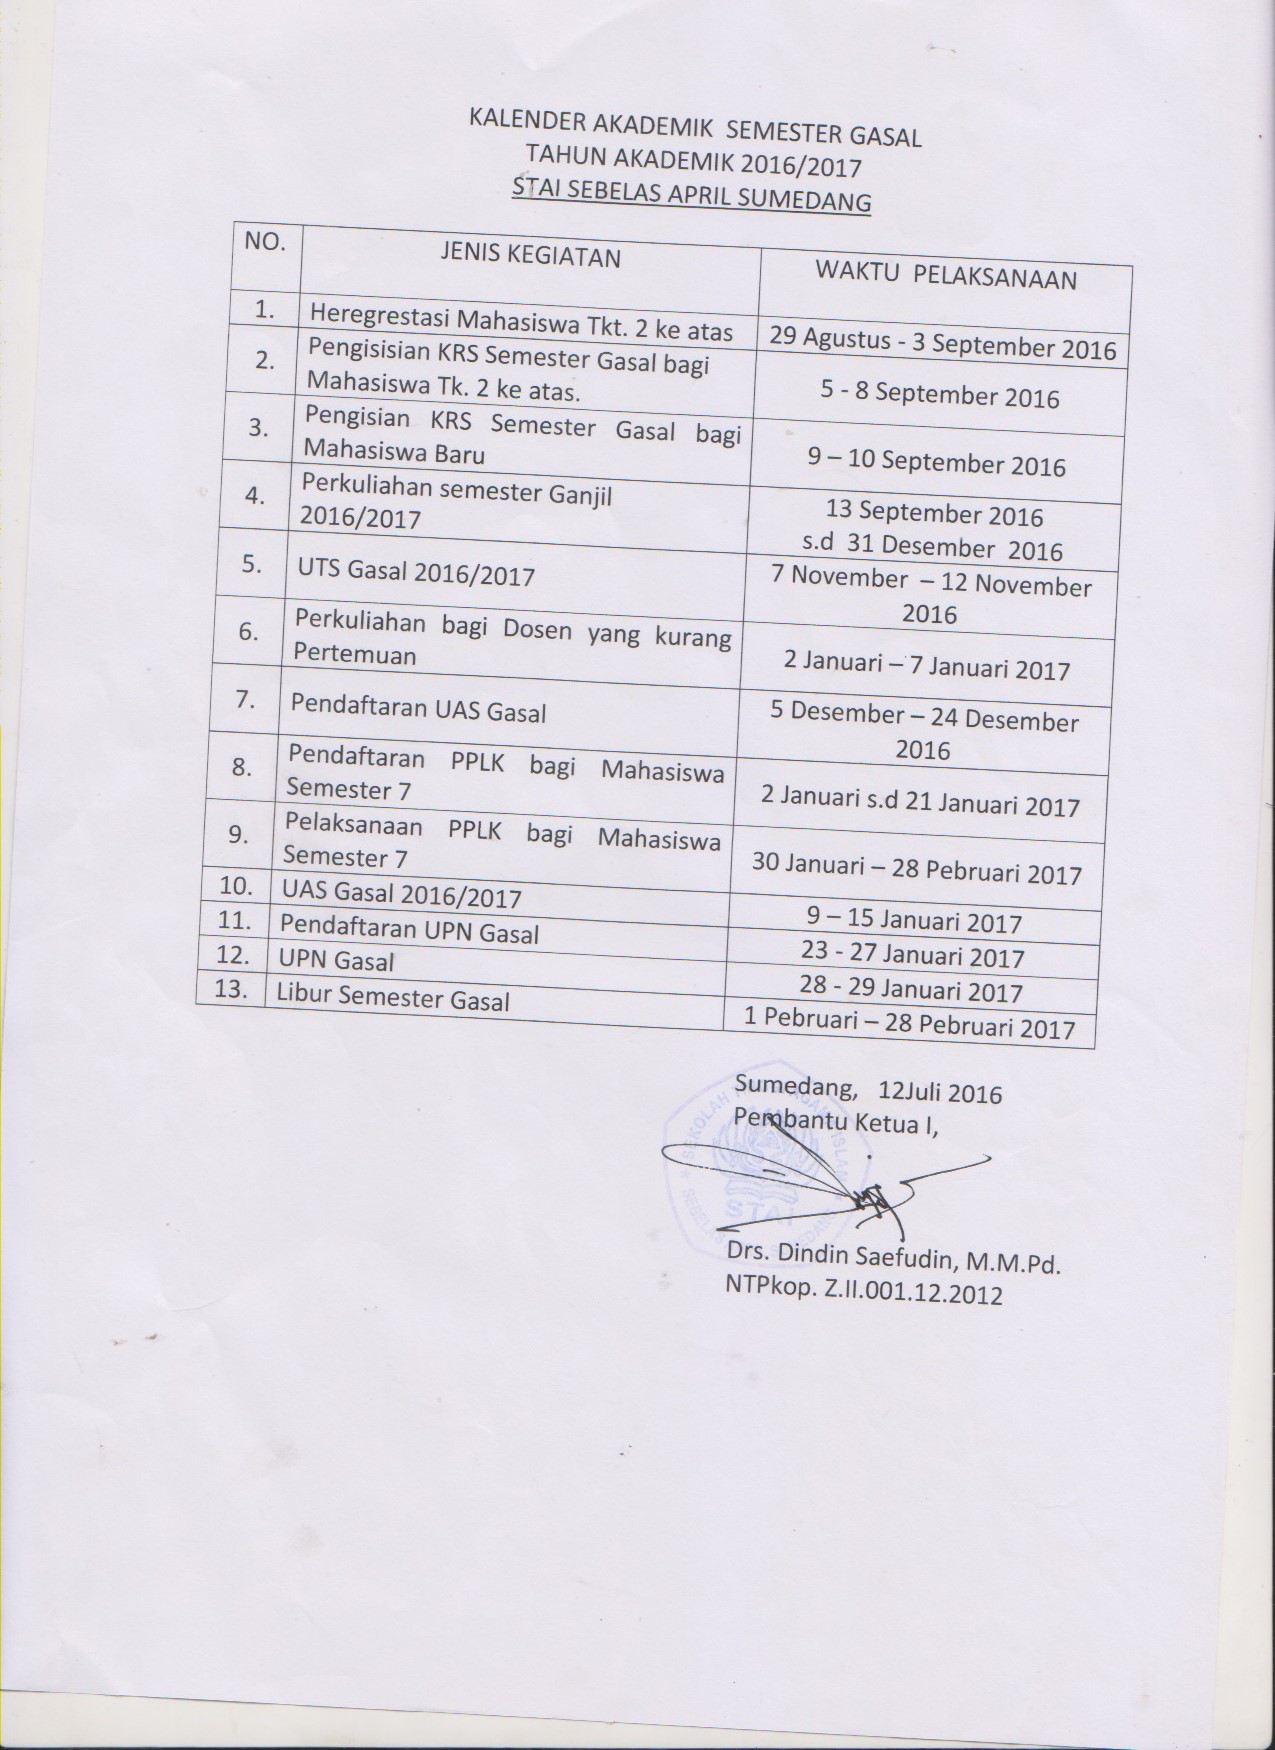 KALENDER AKADEMIK SEMESTER GASAL
TAHUN AKADEMIK 2016/2017
STAI SEBELAS APRIL SUMEDANG
NO. JENIS KEGIATAN WAKTU PELAKSANAAN
1. Heregrestasi Mahasiswa Tkt. 2 ke atas 29 Agustus - 3 September 2016
2. Pengisisian KRS Semester Gasal bagi
Mahasiswa Tk. 2 ke atas. 5 - 8 September 2016
3. Pengisian KRS Semester Gasal bagi
Mahasiswa Baru 9 – 10 September 2016
4. Perkuliahan semester Ganjil
2016/2017
13 September 2016
s.d 31 Desember 2016
5. UTS Gasal 2016/2017
7 November – 12 November
2016
6. Perkuliahan bagi Dosen yang kurang
Pertemuan 2 Januari – 7 Januari 2017
7. Pendaftaran UAS Gasal
5 Desember – 24 Desember
2016
8. Pendaftaran PPLK bagi Mahasiswa
Semester 7 2 Januari s.d 21 Januari 2017
9. Pelaksanaan PPLK bagi Mahasiswa
Semester 7 30 Januari – 28 Pebruari 2017
10. UAS Gasal 2016/2017 9 – 15 Januari 2017
11. Pendaftaran UPN Gasal 23 - 27 Januari 2017
12. UPN Gasal 28 - 29 Januari 2017
13. Libur Semester Gasal 1 Pebruari – 28 Pebruari 2017
Sumedang, 12Juli 2016
Pembantu Ketua I,
SEKOLAH AGAMA ISLAM
STAI
SEBELAS SUMEDANG
Drs. Dindin Saefudin, M.M.Pd.
NTPkop. Z.II.001.12.2012